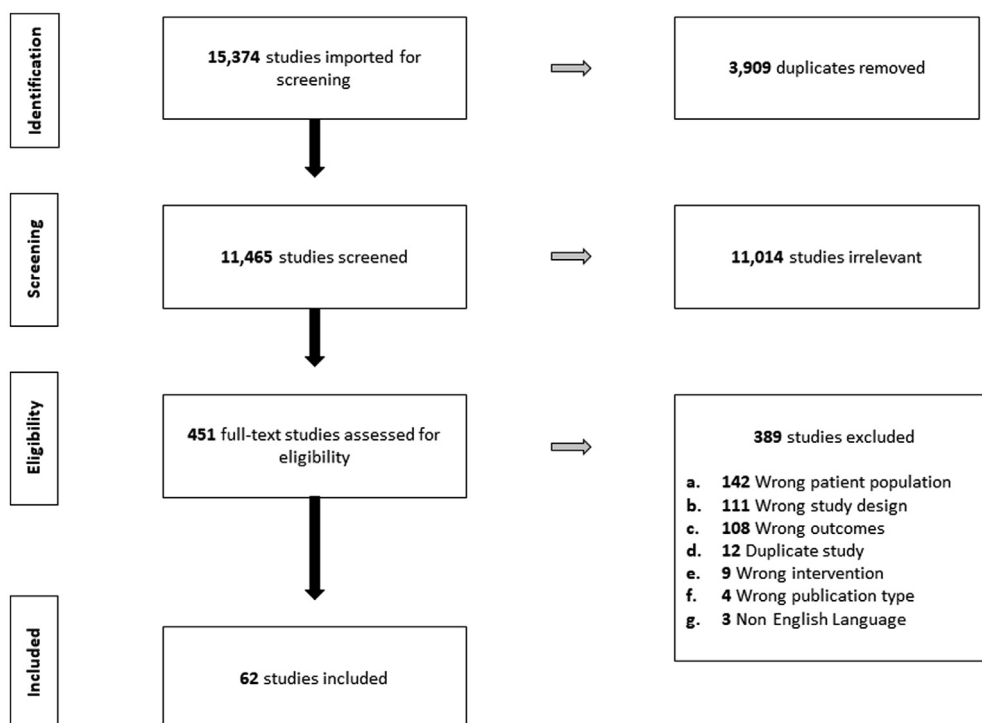 Identification
15,374 studies imported for
screening
3,909 duplicates removed
Screening
11,465 studies screened
11,014 studies irrelevant
Eligibility
451 full-text studies assessed for
eligibility
389 studies excluded
a. 142 Wrong patient population
b. 111 Wrong study design
c. 108 Wrong outcomes
d. 12 Duplicate study
e. 9 Wrong intervention
f. 4 Wrong publication type
g. 3 Non English Language
Included
62 studies included